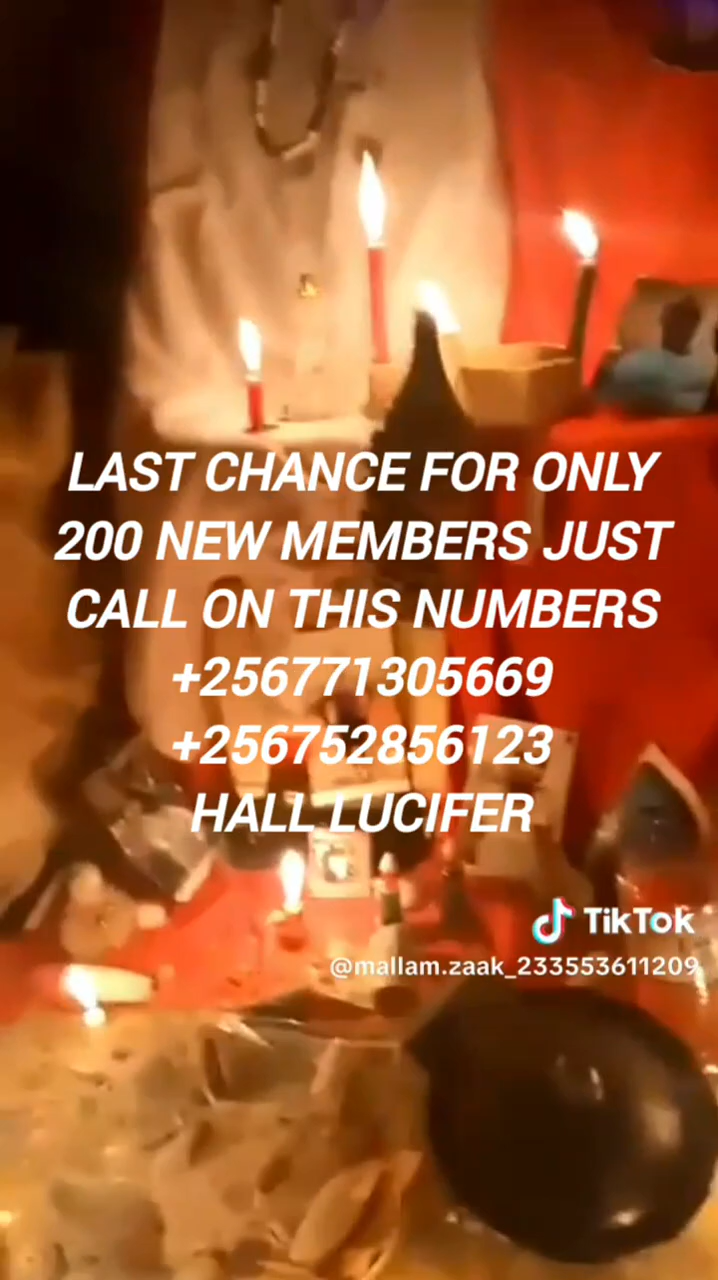 LAST CHANCE FOR ONLY
200 NEW MEMBERS JUST
CALL ON THIS NUMBERS
+256771305669
+256752856123
HALL LUCIFER
TikTok
@mallam.zaak_233553611209